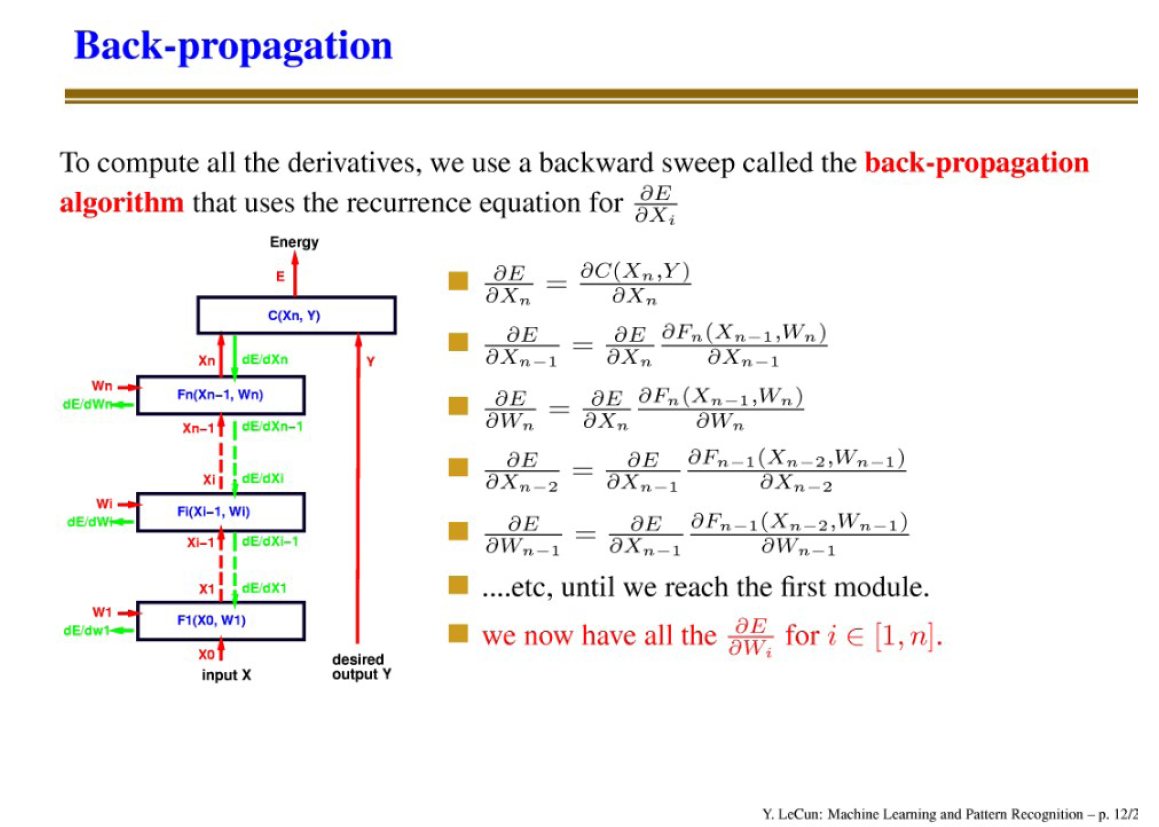 Back-propagation
To compute all the derivatives, we use a backward sweep called the back-propagation
algorithm that uses the recurrence equation for ∂E/∂X_i
Energy
E
C(Xn, Y)
Xn dE/dXn Y
Wn
dE/dWn
Fn(Xn−1, Wn)
Xn−1 dE/dXn−1
Xi dE/dXi
Wi
dE/dWi
Fi(Xi−1, Wi)
Xi−1 dE/dXi−1
X1 dE/dX1
W1
dE/dw1
F1(X0, W1)
X0
input X
desired
output Y
∂E/∂X_n = ∂C(X_n,Y)/∂X_n
∂E/∂X_{n−1} = ∂E/∂X_n ∂F_n(X_{n−1},W_n)/∂X_{n−1}
∂E/∂W_n = ∂E/∂X_n ∂F_n(X_{n−1},W_n)/∂W_n
∂E/∂X_{n−2} = ∂E/∂X_{n−1} ∂F_{n−1}(X_{n−2},W_{n−1})/∂X_{n−2}
∂E/∂W_{n−1} = ∂E/∂X_{n−1} ∂F_{n−1}(X_{n−2},W_{n−1})/∂W_{n−1}
....etc, until we reach the first module.
we now have all the ∂E/∂W_i for i ∈ [1, n].
Y. LeCun: Machine Learning and Pattern Recognition – p. 12/2